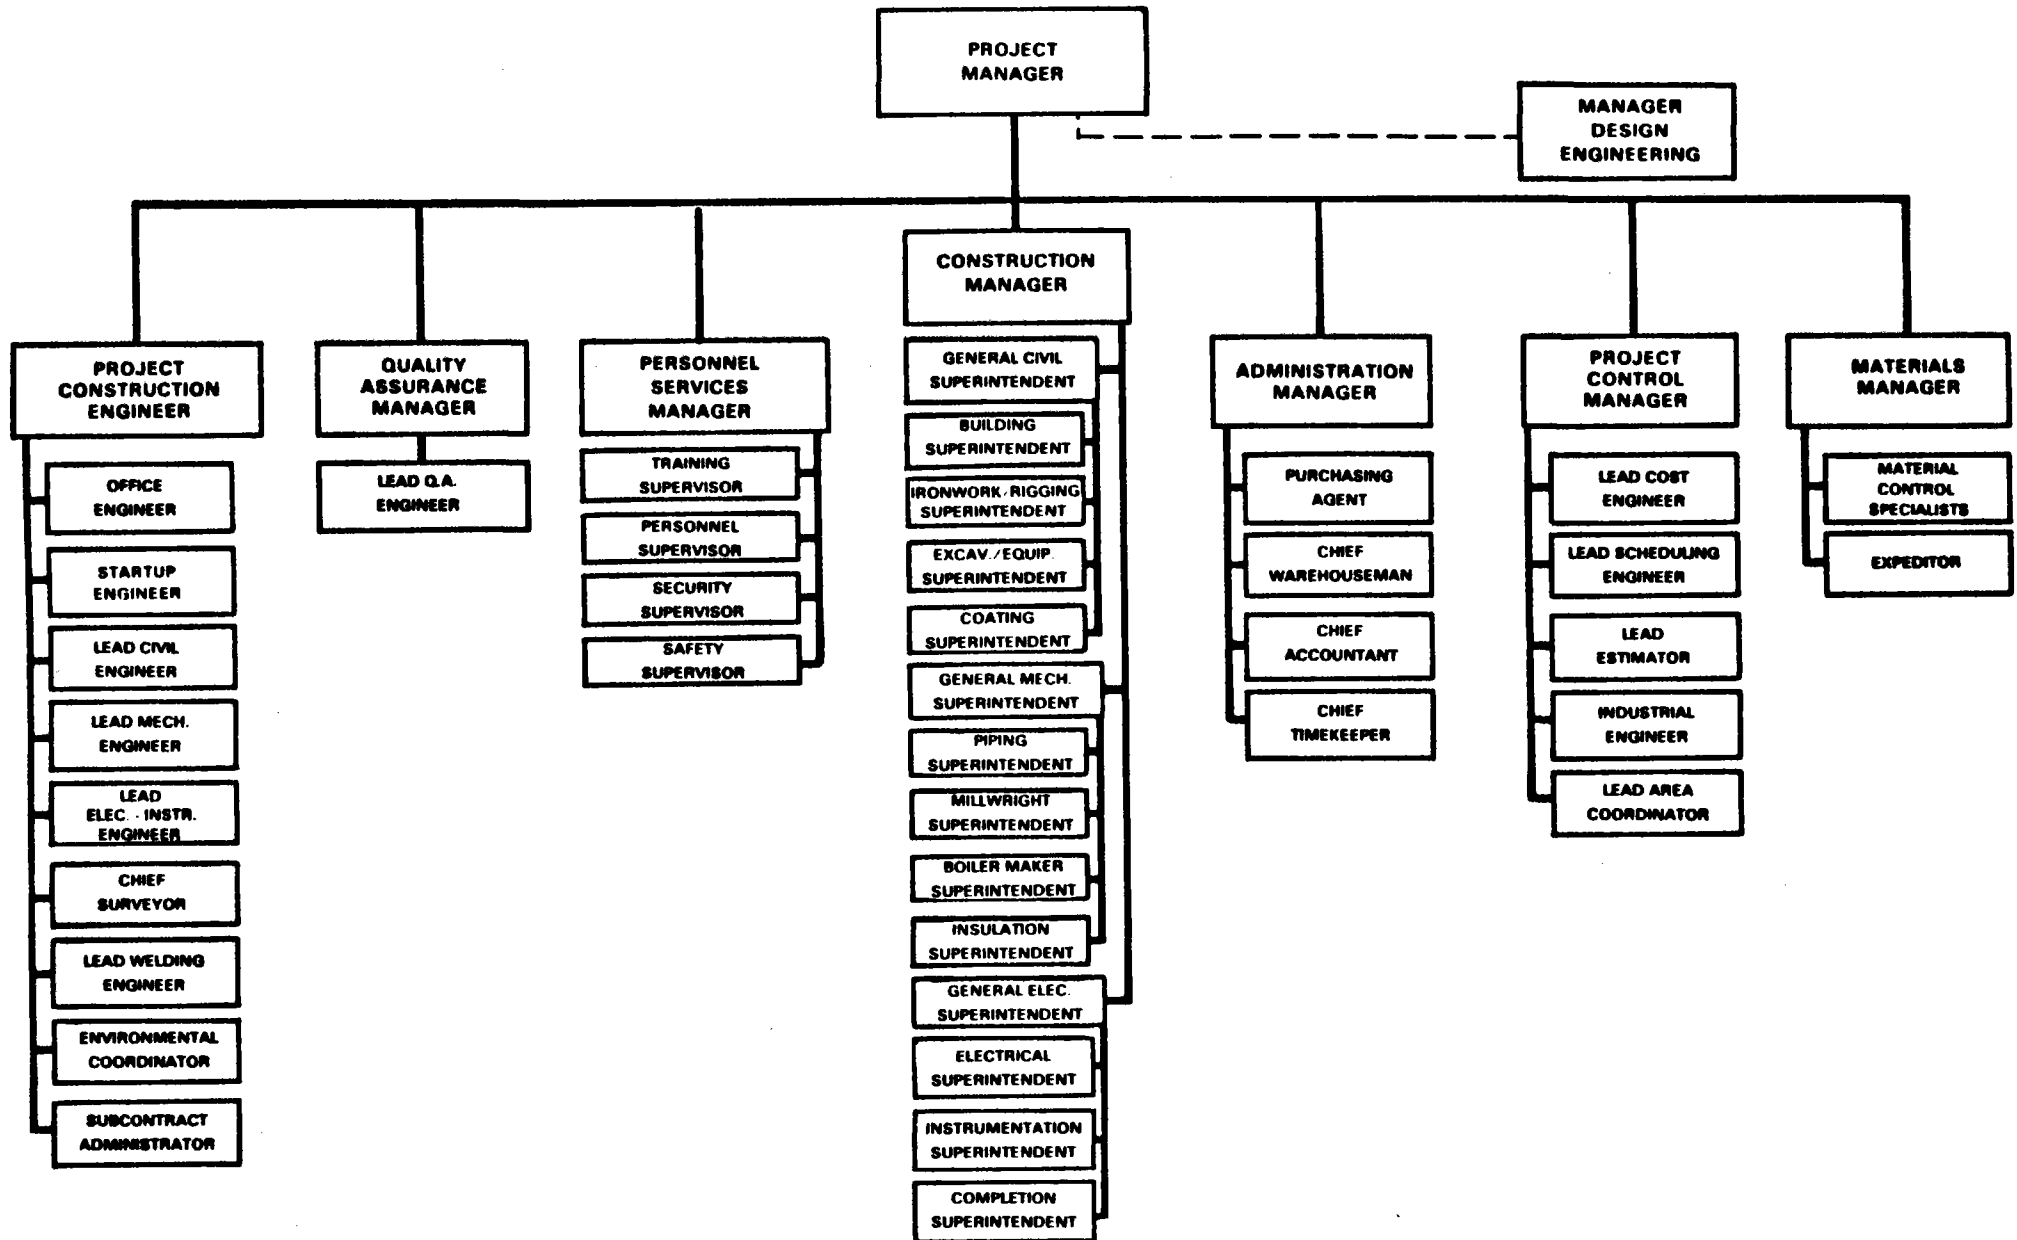 PROJECT
MANAGER
MANAGER
DESIGN
ENGINEERING
PROJECT
CONSTRUCTION
ENGINEER
OFFICE
ENGINEER
STARTUP
ENGINEER
LEAD CIVIL
ENGINEER
LEAD MECH.
ENGINEER
LEAD
ELEC. - INSTR.
ENGINEER
CHIEF
SURVEYOR
LEAD WELDING
ENGINEER
ENVIRONMENTAL
COORDINATOR
SUBCONTRACT
ADMINISTRATOR
QUALITY
ASSURANCE
MANAGER
LEAD Q.A.
ENGINEER
PERSONNEL
SERVICES
MANAGER
TRAINING
SUPERVISOR
PERSONNEL
SUPERVISOR
SECURITY
SUPERVISOR
SAFETY
SUPERVISOR
CONSTRUCTION
MANAGER
GENERAL CIVIL
SUPERINTENDENT
BUILDING
SUPERINTENDENT
IRONWORK/RIGGING
SUPERINTENDENT
EXCAV./EQUIP.
SUPERINTENDENT
COATING
SUPERINTENDENT
GENERAL MECH.
SUPERINTENDENT
PIPING
SUPERINTENDENT
MILLWRIGHT
SUPERINTENDENT
BOILER MAKER
SUPERINTENDENT
INSULATION
SUPERINTENDENT
GENERAL ELEC.
SUPERINTENDENT
ELECTRICAL
SUPERINTENDENT
INSTRUMENTATION
SUPERINTENDENT
COMPLETION
SUPERINTENDENT
ADMINISTRATION
MANAGER
PURCHASING
AGENT
CHIEF
WAREHOUSEMAN
CHIEF
ACCOUNTANT
CHIEF
TIMEKEEPER
PROJECT
CONTROL
MANAGER
LEAD COST
ENGINEER
LEAD SCHEDULING
ENGINEER
LEAD
ESTIMATOR
INDUSTRIAL
ENGINEER
LEAD AREA
COORDINATOR
MATERIALS
MANAGER
MATERIAL
CONTROL
SPECIALISTS
EXPEDITOR